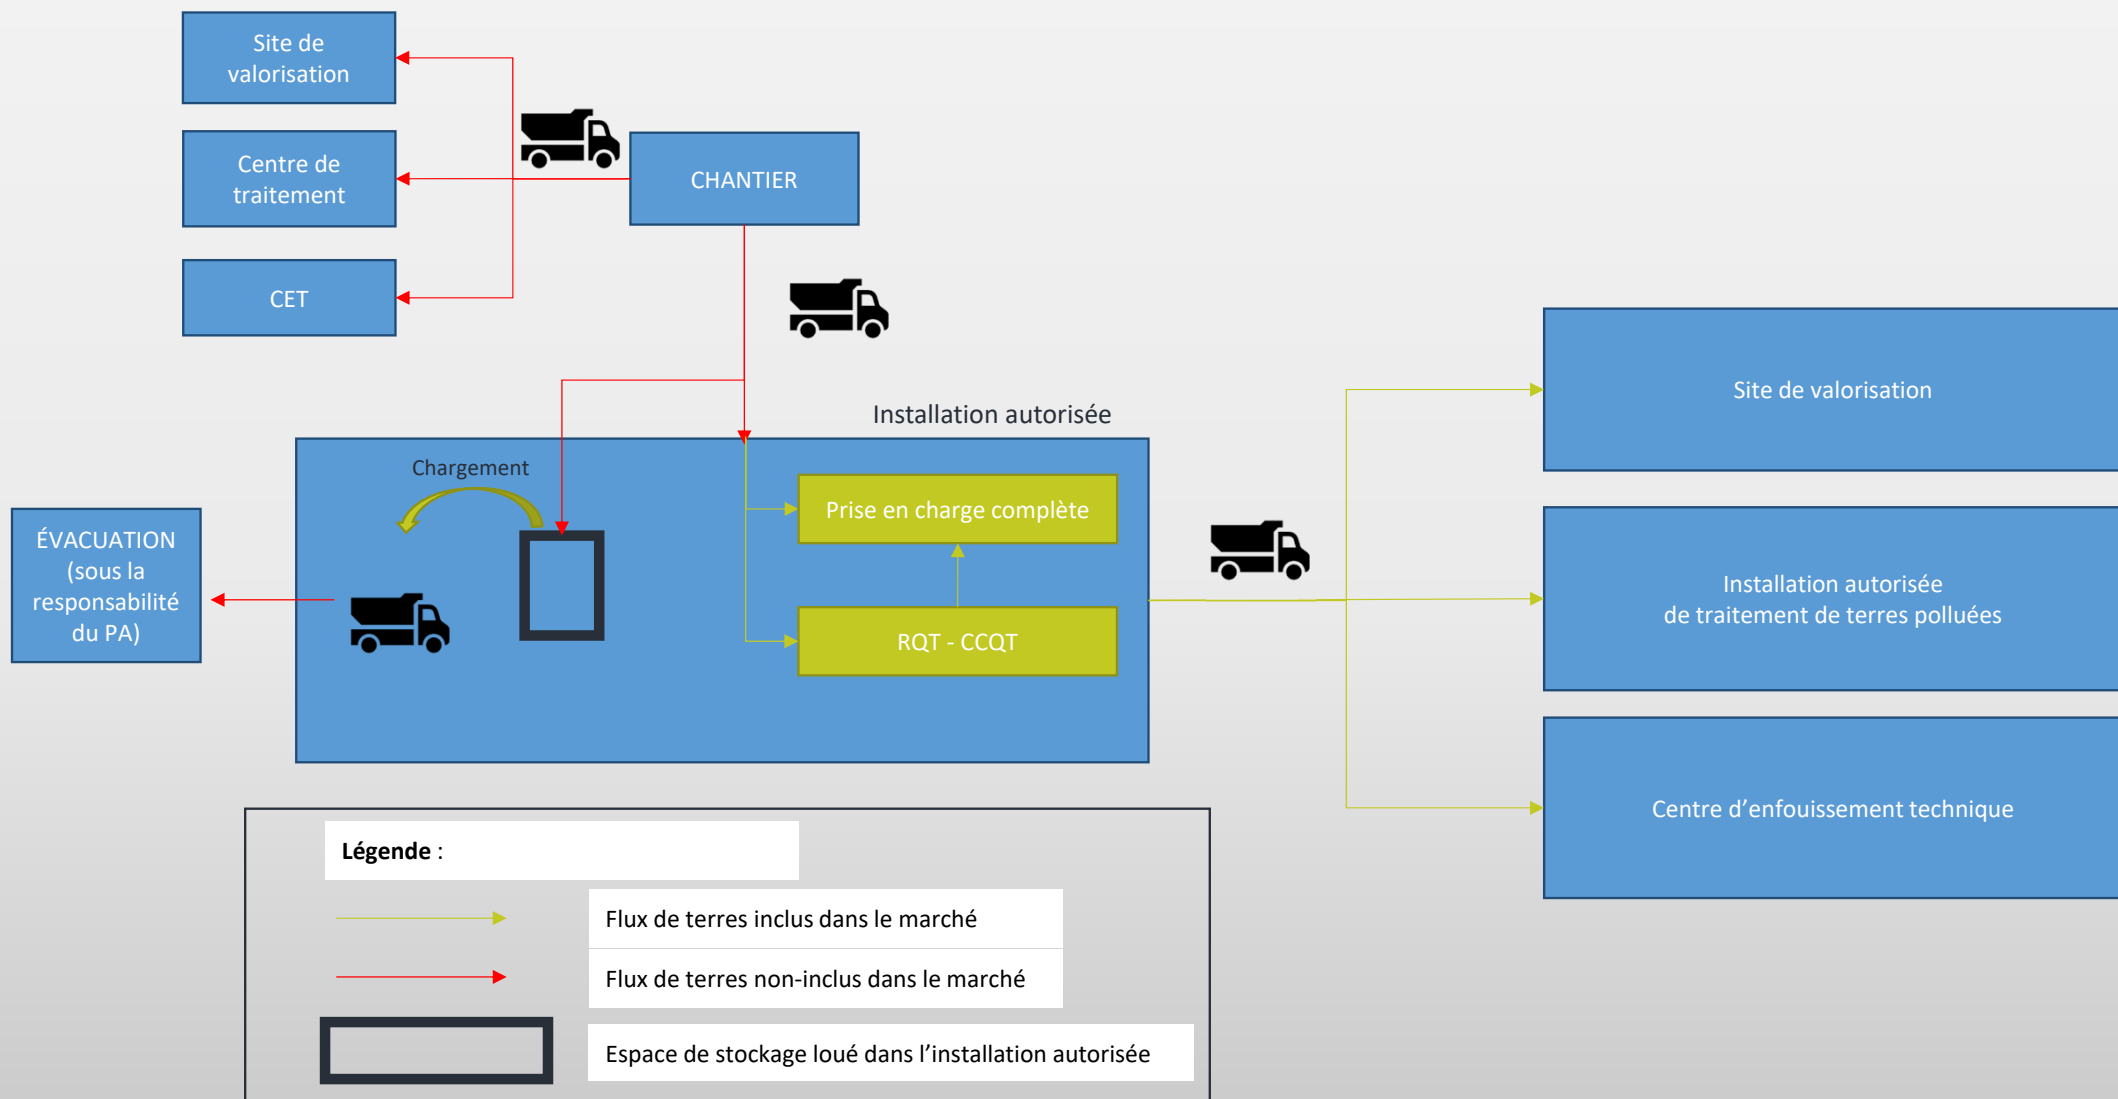 Site de
valorisation
Centre de
traitement
CHANTIER
CET
Installation autorisée
Site de valorisation
Chargement
Prise en charge complète
ÉVACUATION
(sous la
responsabilité
du PA)
RQT - CCQT
Installation autorisée
de traitement de terres polluées
Centre d’enfouissement technique
Légende :
Flux de terres inclus dans le marché
Flux de terres non-inclus dans le marché
Espace de stockage loué dans l’installation autorisée